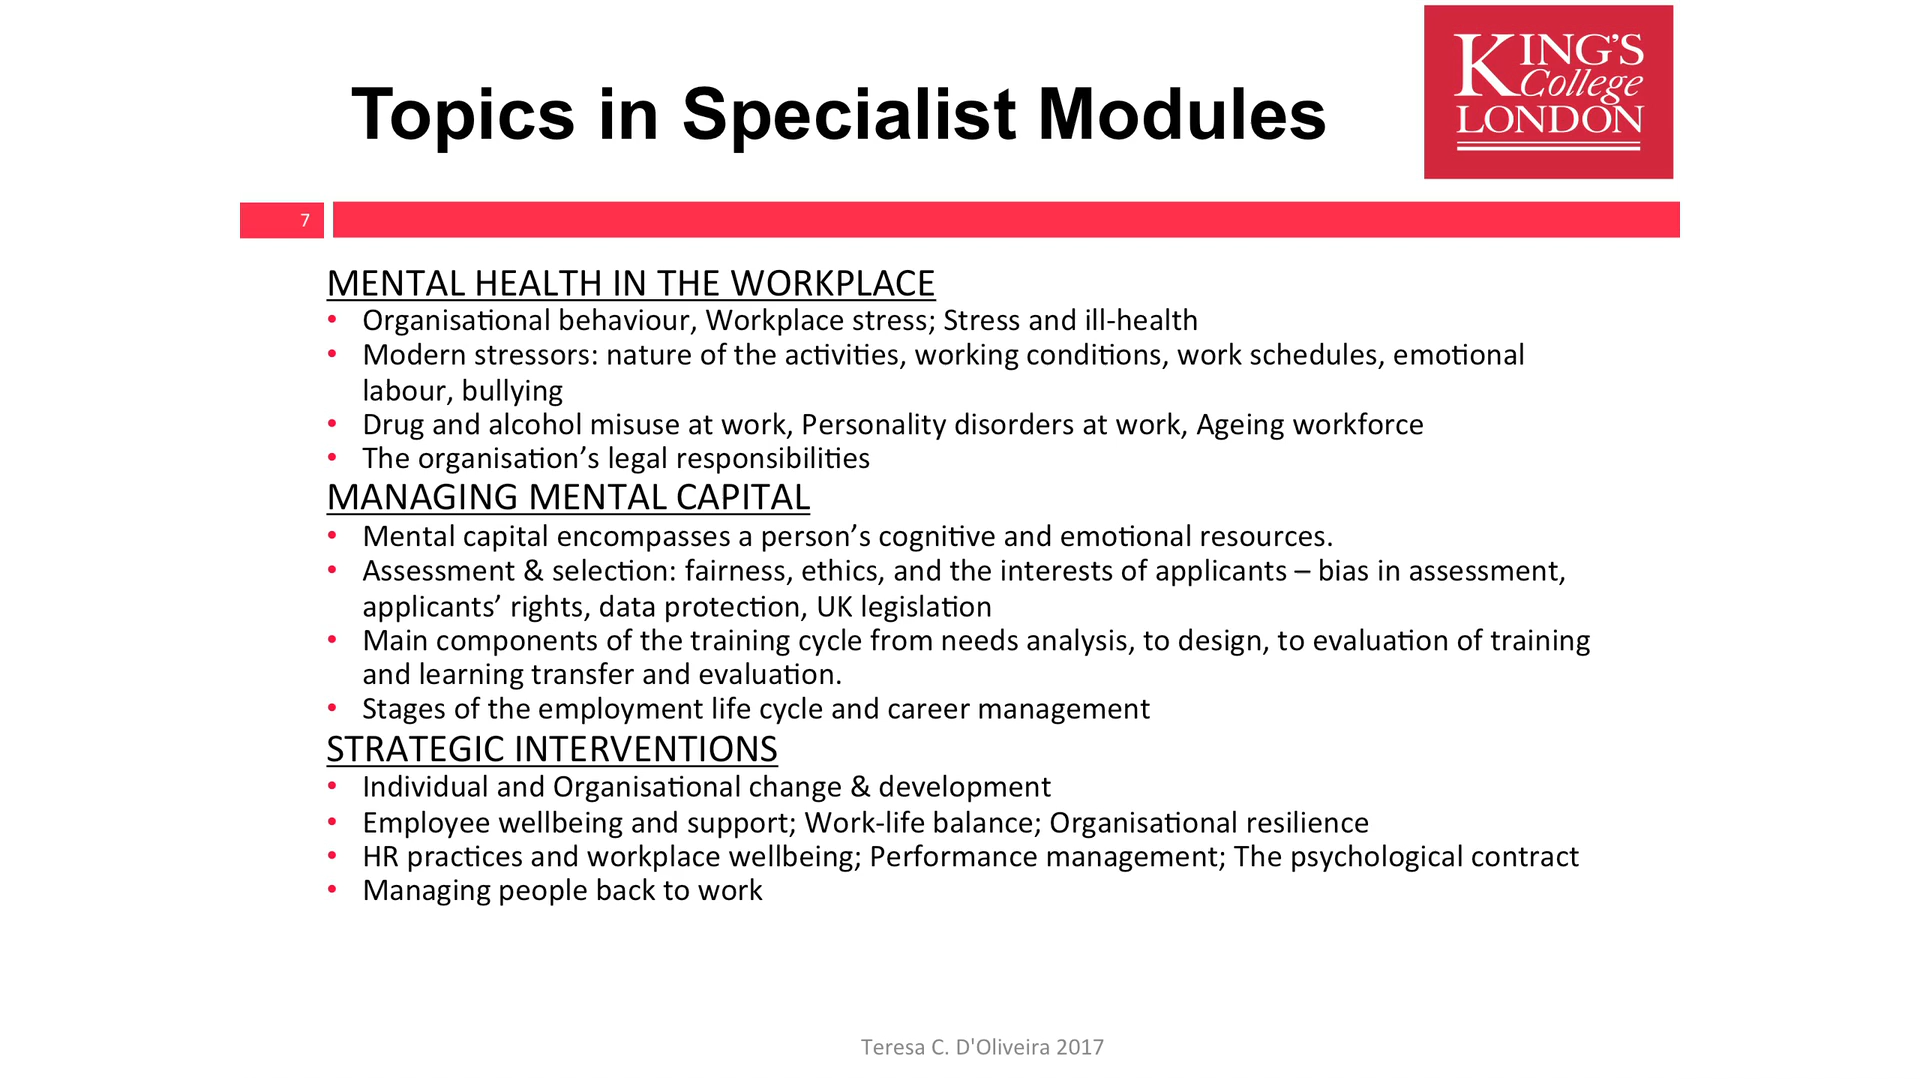 Topics in Specialist Modules
KING'S
College
LONDON
7
MENTAL HEALTH IN THE WORKPLACE
• Organisational behaviour, Workplace stress; Stress and ill-health
• Modern stressors: nature of the activities, working conditions, work schedules, emotional
labour, bullying
• Drug and alcohol misuse at work, Personality disorders at work, Ageing workforce
• The organisation’s legal responsibilities
MANAGING MENTAL CAPITAL
• Mental capital encompasses a person’s cognitive and emotional resources.
• Assessment & selection: fairness, ethics, and the interests of applicants – bias in assessment,
applicants’ rights, data protection, UK legislation
• Main components of the training cycle from needs analysis, to design, to evaluation of training
and learning transfer and evaluation.
• Stages of the employment life cycle and career management
STRATEGIC INTERVENTIONS
• Individual and Organisational change & development
• Employee wellbeing and support; Work-life balance; Organisational resilience
• HR practices and workplace wellbeing; Performance management; The psychological contract
• Managing people back to work
Teresa C. D'Oliveira 2017